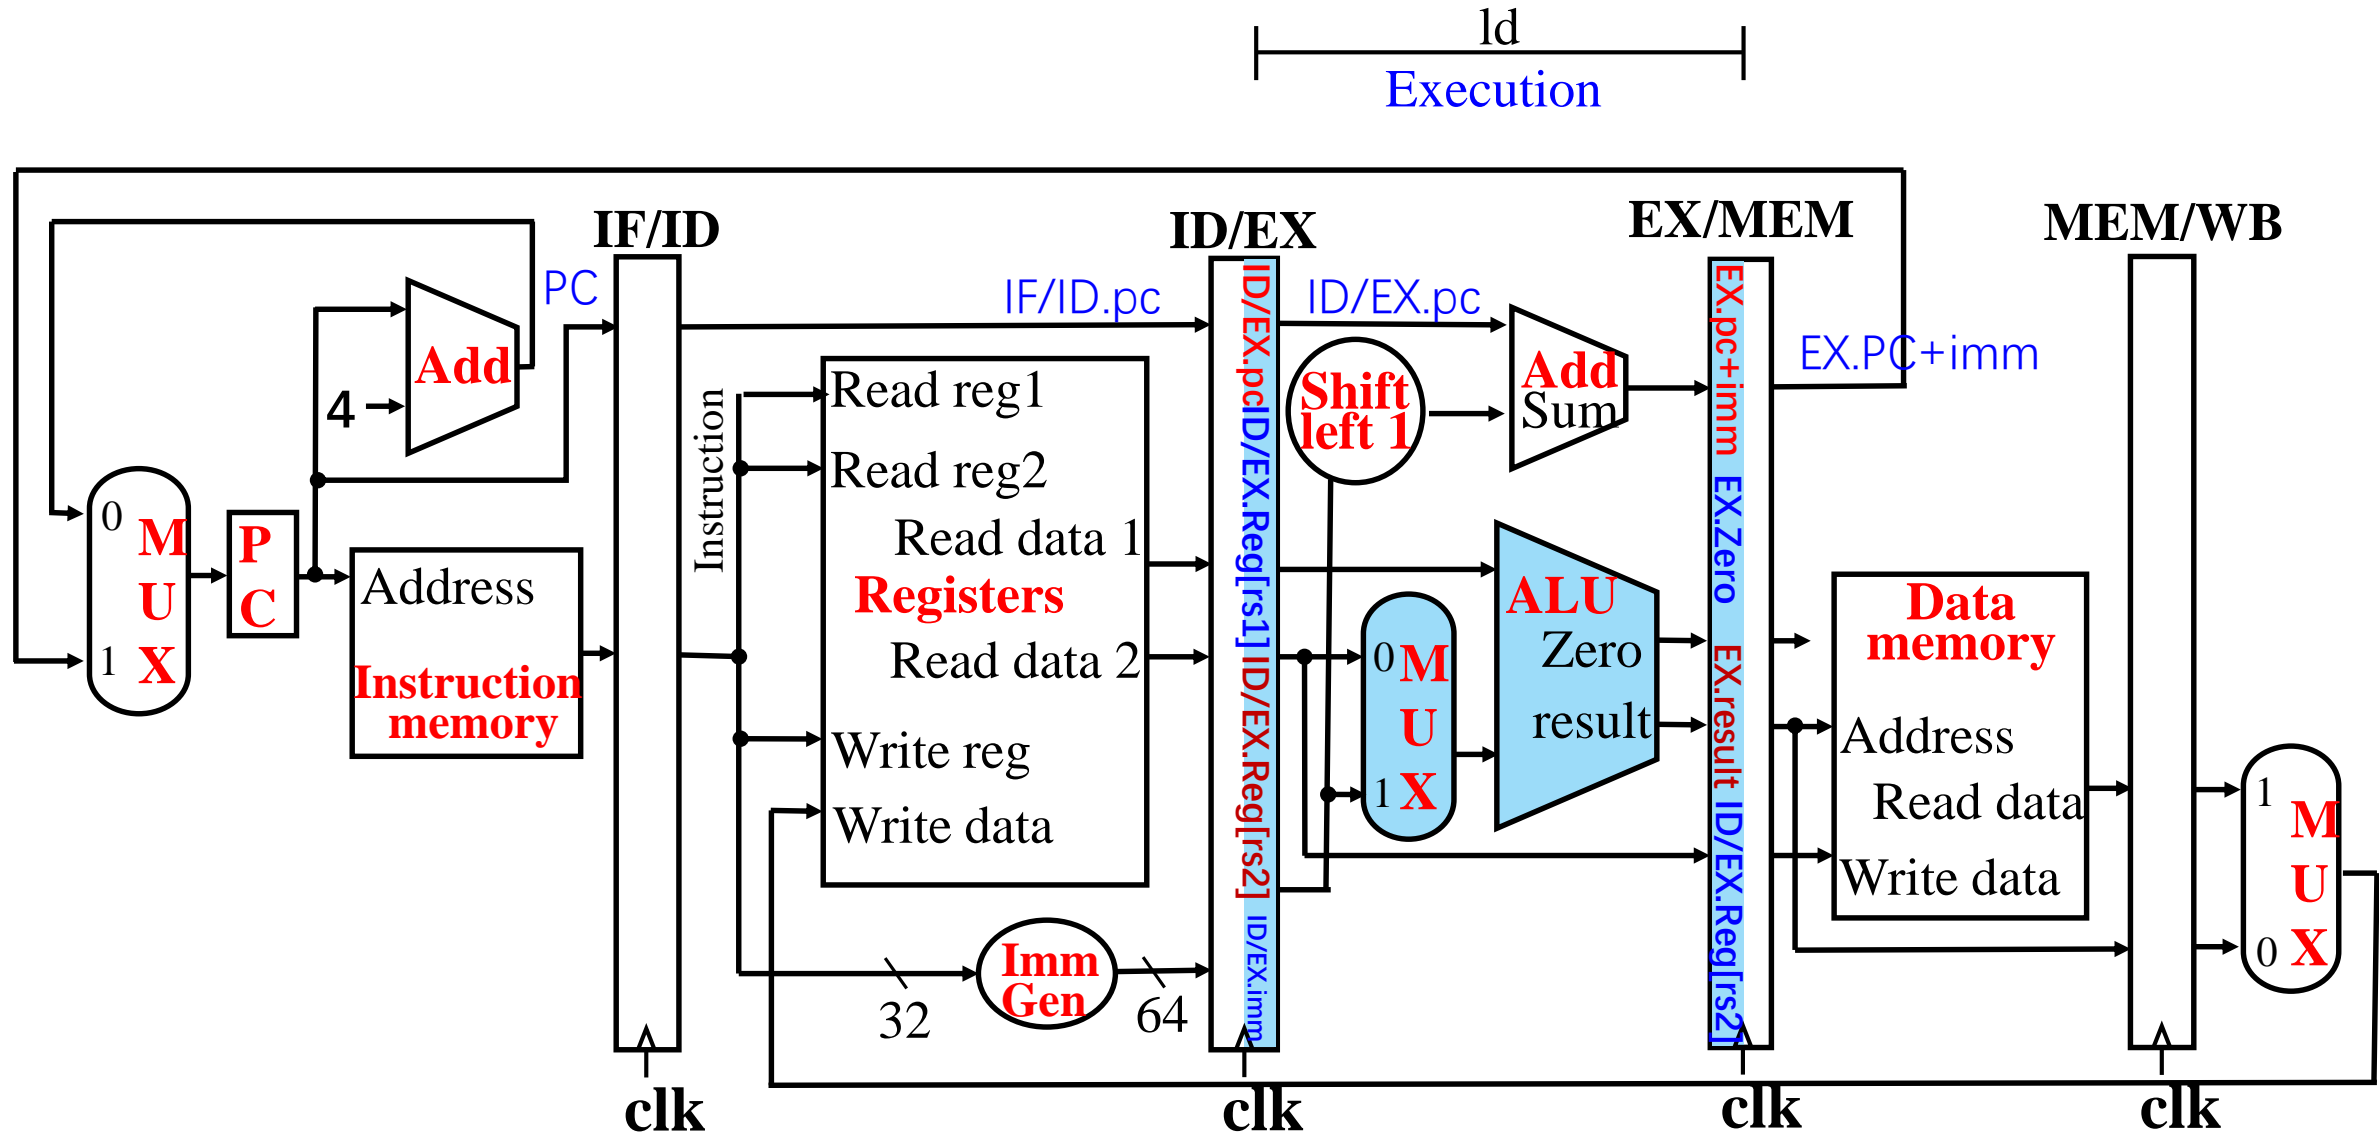 ld
Execution
IF/ID
ID/EX
EX/MEM
MEM/WB
PC
IF/ID.pc
ID/EX.pc
EX.PC+imm
Add
4
0
M
U
X
1
P
C
Address
Instruction
memory
Instruction
Read reg1
Read reg2
Read data 1
Registers
Read data 2
Write reg
Write data
Imm
Gen
32
64
ID/EX.pc
ID/EX.Reg[rs1]
ID/EX.Reg[rs2]
ID/EX.imm
Shift
left 1
Add
Sum
0
M
U
X
1
ALU
Zero
result
EX.pc+imm
EX.Zero
EX.result
ID/EX.Reg[rs2]
Data
memory
Address
Read data
Write data
1
M
U
X
0
clk
clk
clk
clk